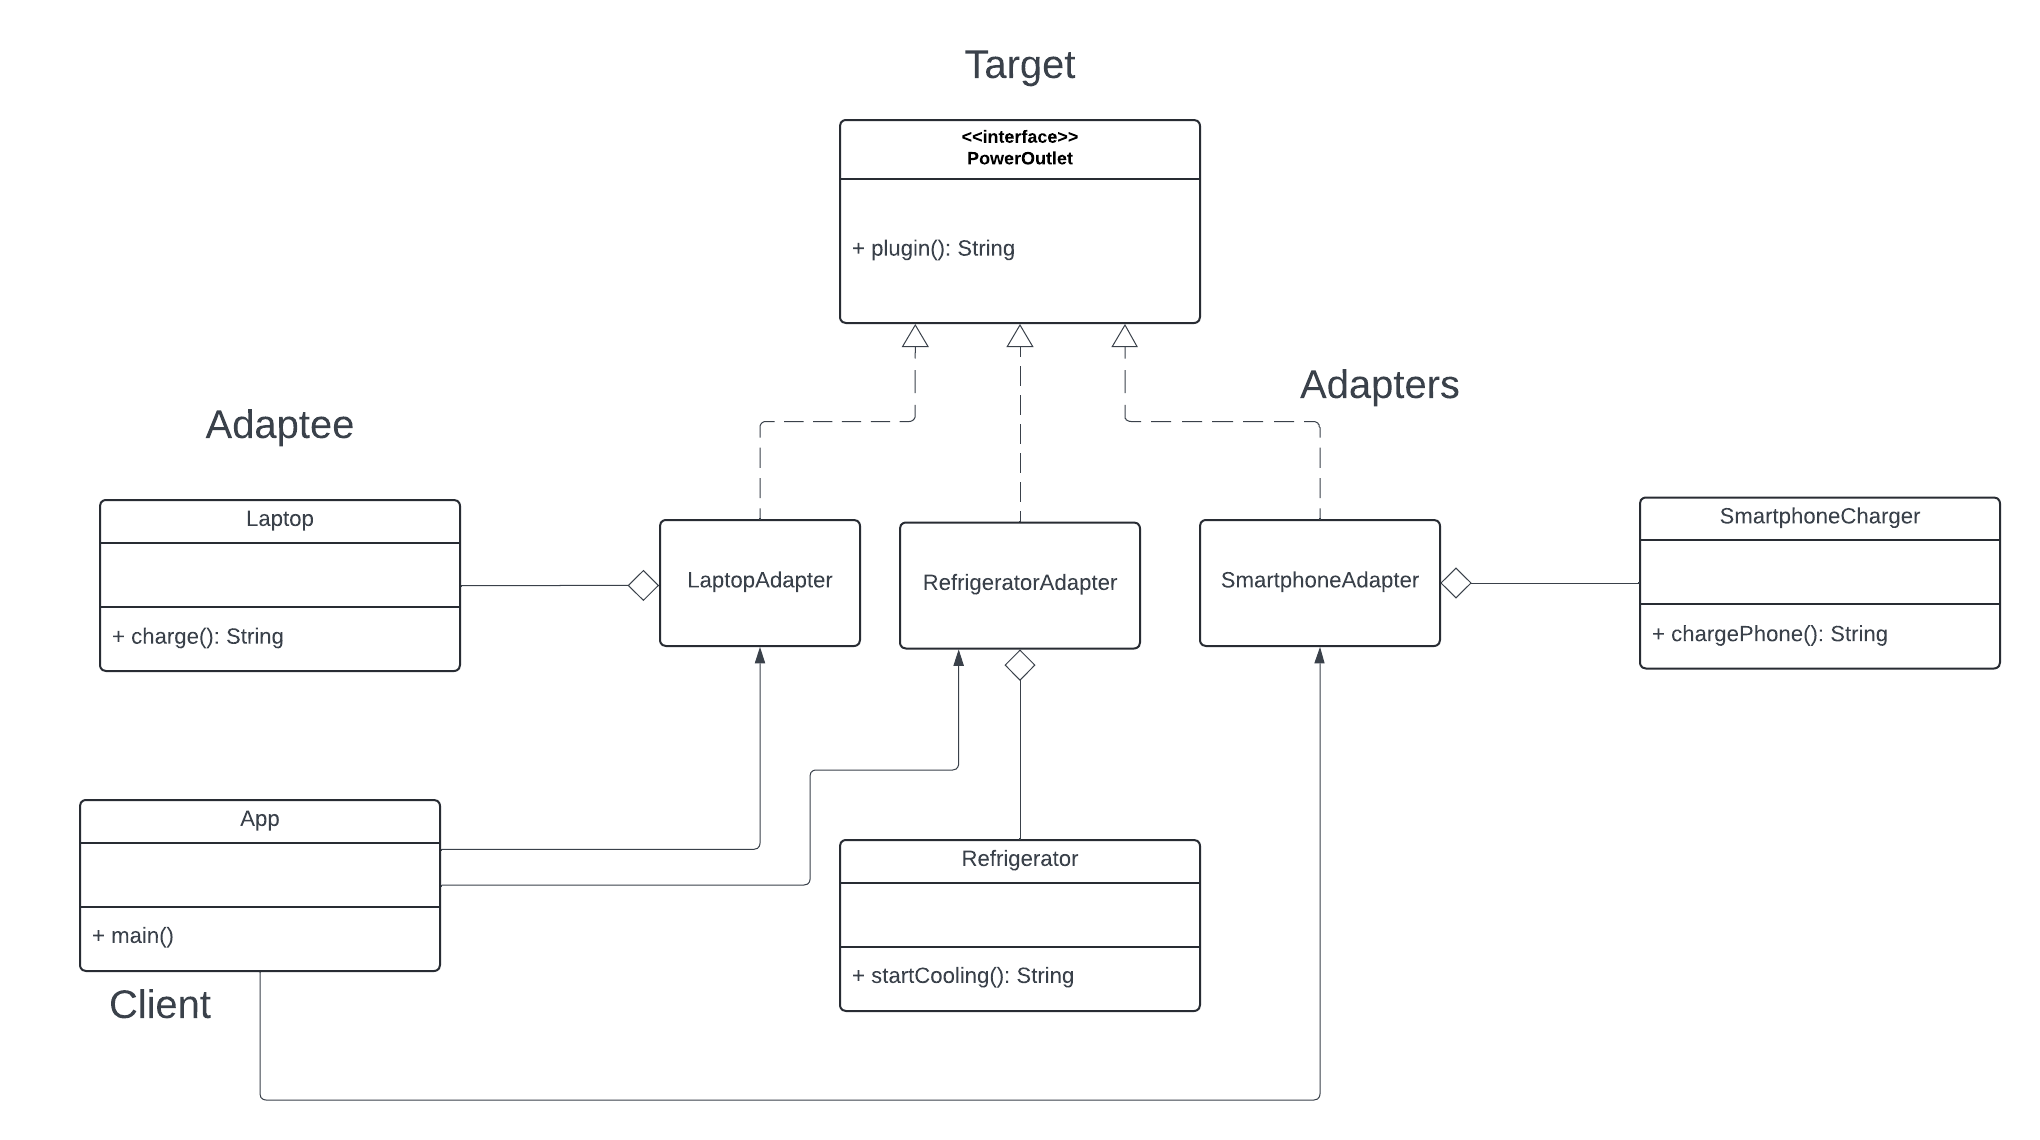 Target
<<interface>>
PowerOutlet
+ plugin(): String
Adapters
Adaptee
Laptop
+ charge(): String
LaptopAdapter
RefrigeratorAdapter
SmartphoneAdapter
SmartphoneCharger
+ chargePhone(): String
App
+ main()
Client
Refrigerator
+ startCooling(): String